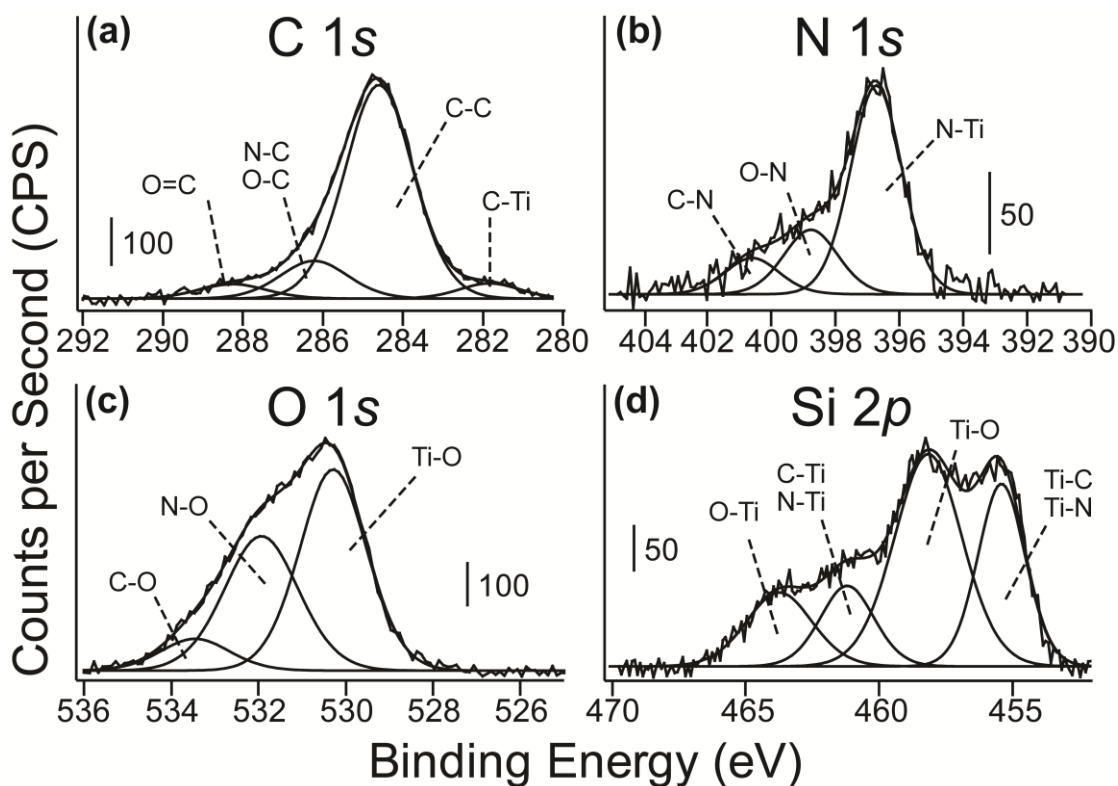 Counts per Second (CPS)
(a)
C 1s
O=C
N-C
O-C
C-C
C-Ti
100
292 290 288 286 284 282 280
(b)
N 1s
C-N
O-N
N-Ti
50
404 402 400 398 396 394 392 390
(c)
O 1s
C-O
N-O
Ti-O
100
536 534 532 530 528 526
(d)
Si 2p
O-Ti
C-Ti
N-Ti
Ti-O
Ti-C
Ti-N
50
470 465 460 455
Binding Energy (eV)